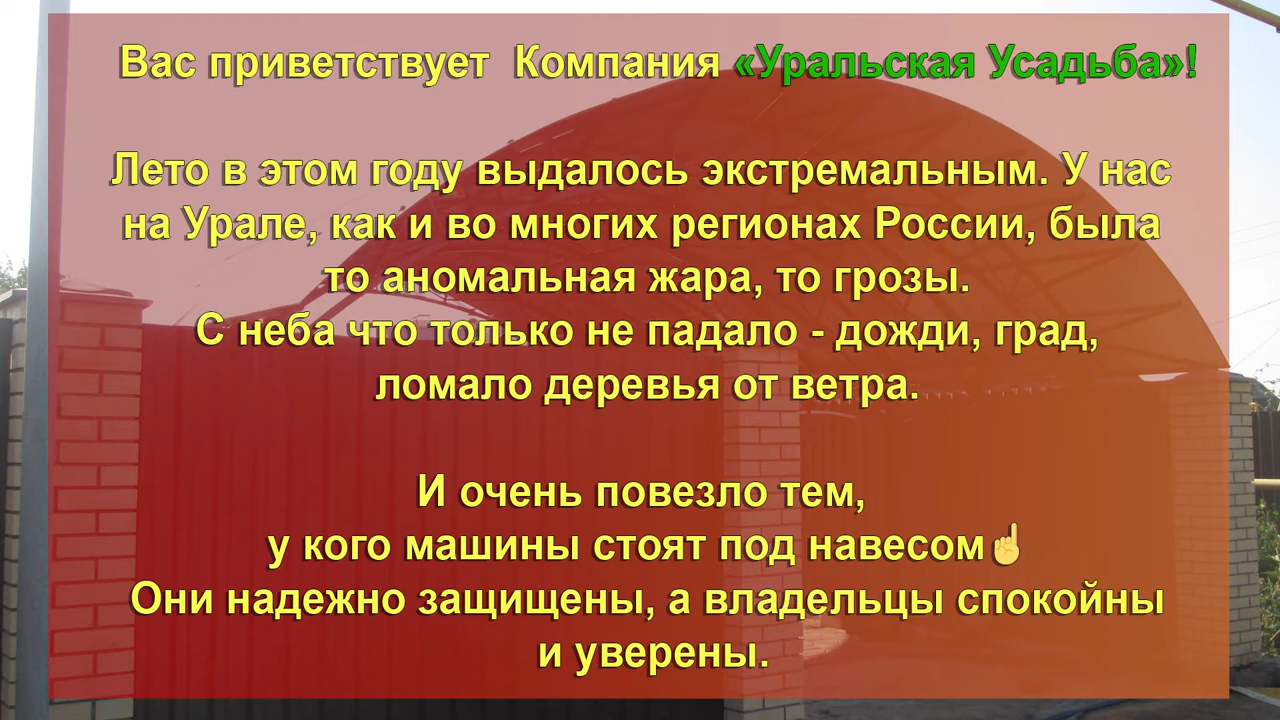 Вас приветствует Компания «Уральская Усадьба»!
Лето в этом году выдалось экстремальным. У нас
на Урале, как и во многих регионах России, была
то аномальная жара, то грозы.
С неба что только не падало - дожди, град,
ломало деревья от ветра.
И очень повезло тем,
у кого машины стоят под навесом☝
Они надежно защищены, а владельцы спокойны
и уверены.